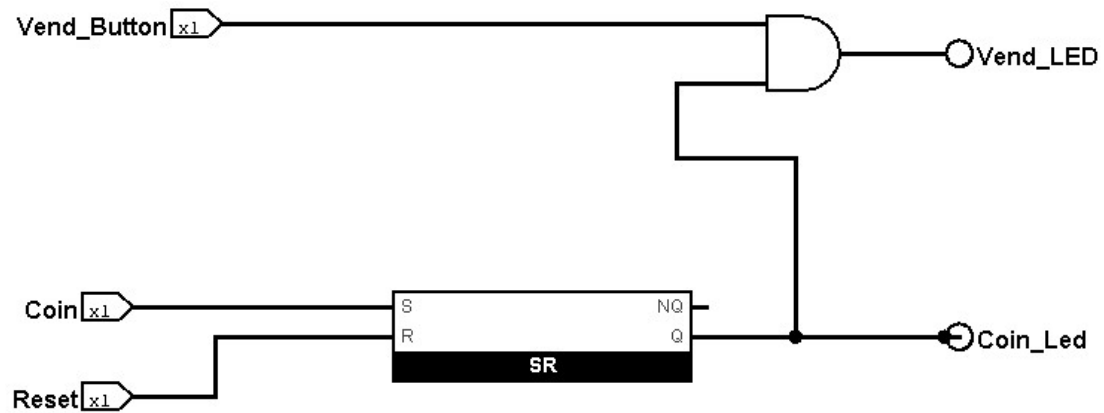 Vend_Button x1
Vend_LED
Coin x1
S
NQ
R
Q
Coin_Led
SR
Reset x1